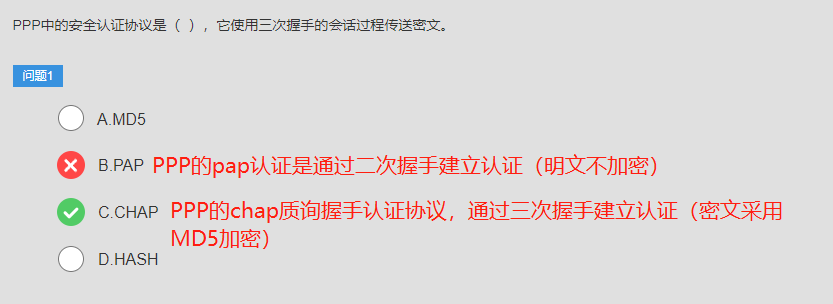 PPP中的安全认证协议是（ ），它使用三次握手的会话过程传送密文。
问题1
A.MD5
B.PAP PPP的pap认证是通过二次握手建立认证（明文不加密）
C.CHAP PPP的chap质询握手认证协议，通过三次握手建立认证（密文采用
MD5加密）
D.HASH